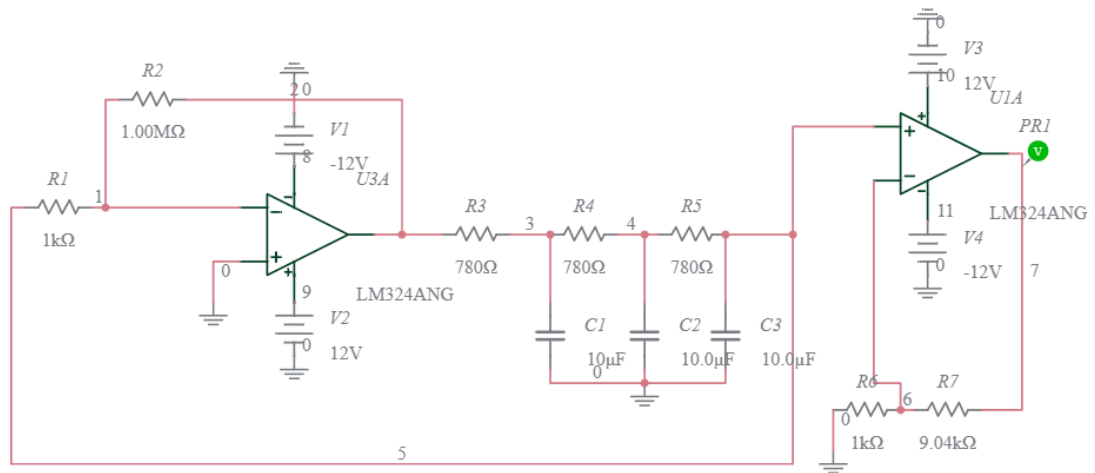 0
V3
10
12V
U1A
PR1
V
+
+
−
−
11
LM324ANG
V4
0
-12V
7
R2
1.00MΩ
20
V1
8
-12V
U3A
R1
1
1kΩ
−
−
+
+
0
9
LM324ANG
V2
0
12V
R3
780Ω
3
R4
780Ω
4
R5
780Ω
C1
10µF
0
C2
10.0µF
C3
10.0µF
R6
0
1kΩ
6
R7
9.04kΩ
5